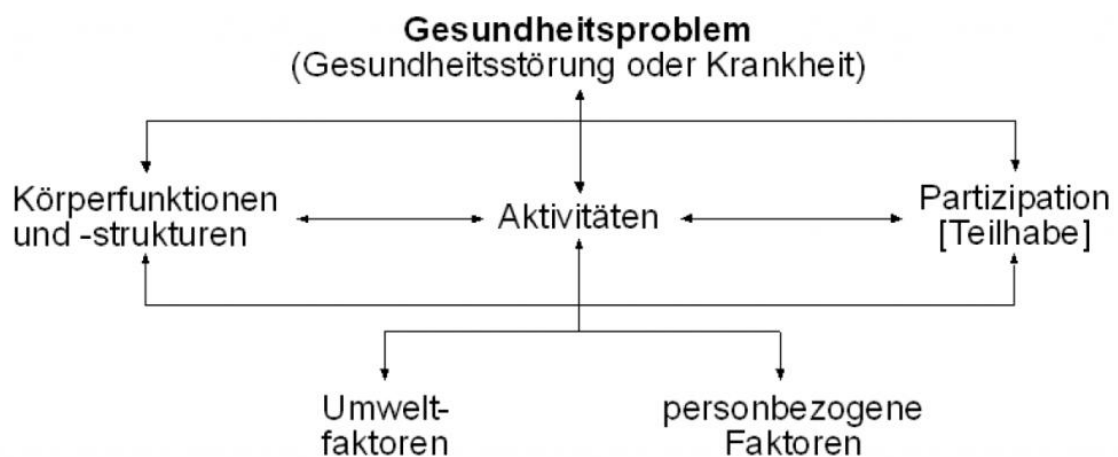 Gesundheitsproblem
(Gesundheitsstörung oder Krankheit)
Körperfunktionen
und -strukturen
Aktivitäten
Partizipation
[Teilhabe]
Umwelt-
faktoren
personbezogene
Faktoren